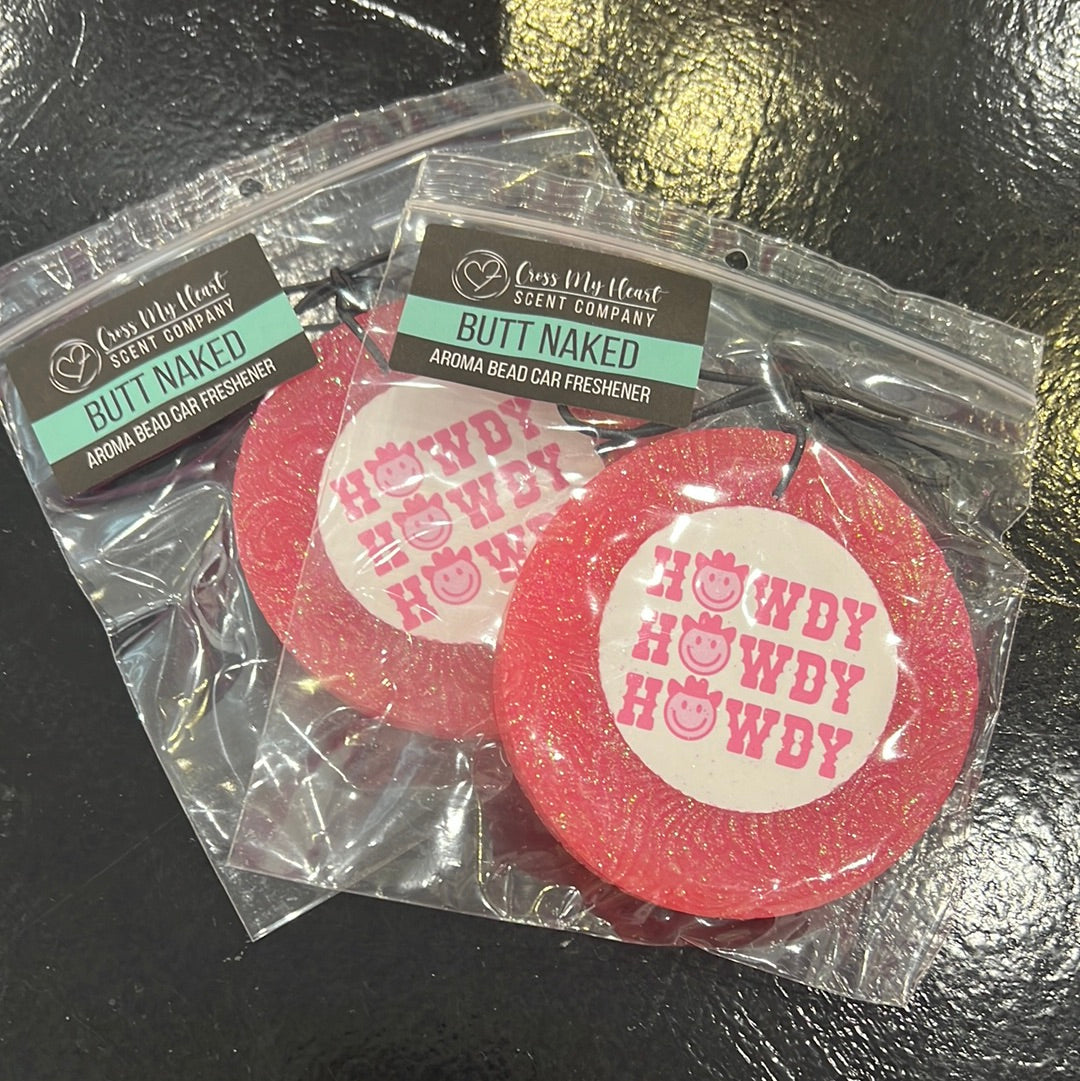 Cross My Heart
SCENT COMPANY
BUTT NAKED
AROMA BEAD CAR FRESHENER
HOWDY
HOWDY
HOW
Cross My Heart
SCENT COMPANY
BUTT NAKED
AROMA BEAD CAR FRESHENER
HOWDY
HOWDY
HOWDY